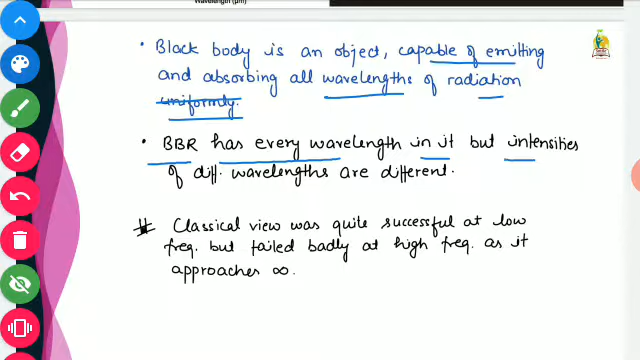 Wavelength (μm)
• Black body is an object, capable of emitting
and absorbing all wavelengths of radiation
uniformly.
• BBR has every wavelength in it but intensities
of diff. wavelengths are different.
# Classical view was quite successful at low
freq. but failed badly at high freq. as it
approaches ∞.